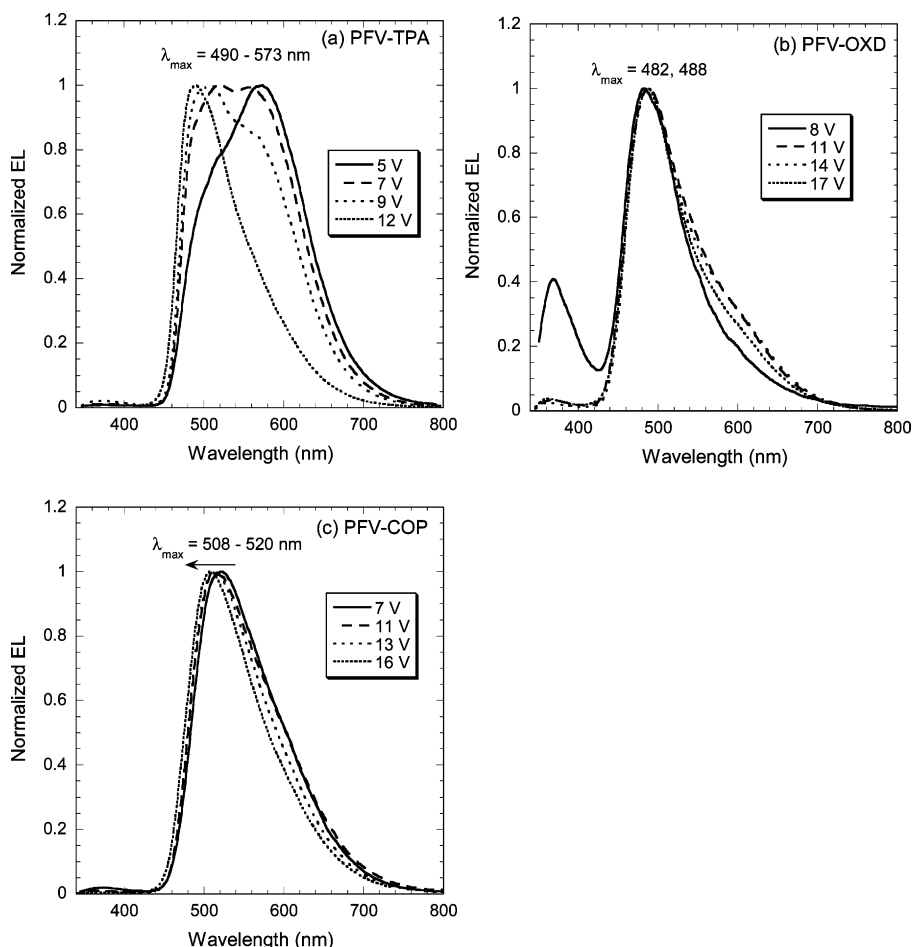 (a) PFV-TPA
λmax = 490 - 573 nm
Normalized EL
1.2
1
0.8
0.6
0.4
0.2
0
5 V
7 V
9 V
12 V
400 500 600 700 800
Wavelength (nm)
(b) PFV-OXD
λmax = 482, 488
Normalized EL
1.2
1
0.8
0.6
0.4
0.2
0
8 V
11 V
14 V
17 V
400 500 600 700 800
Wavelength (nm)
(c) PFV-COP
λmax = 508 - 520 nm
Normalized EL
1.2
1
0.8
0.6
0.4
0.2
0
7 V
11 V
13 V
16 V
400 500 600 700 800
Wavelength (nm)